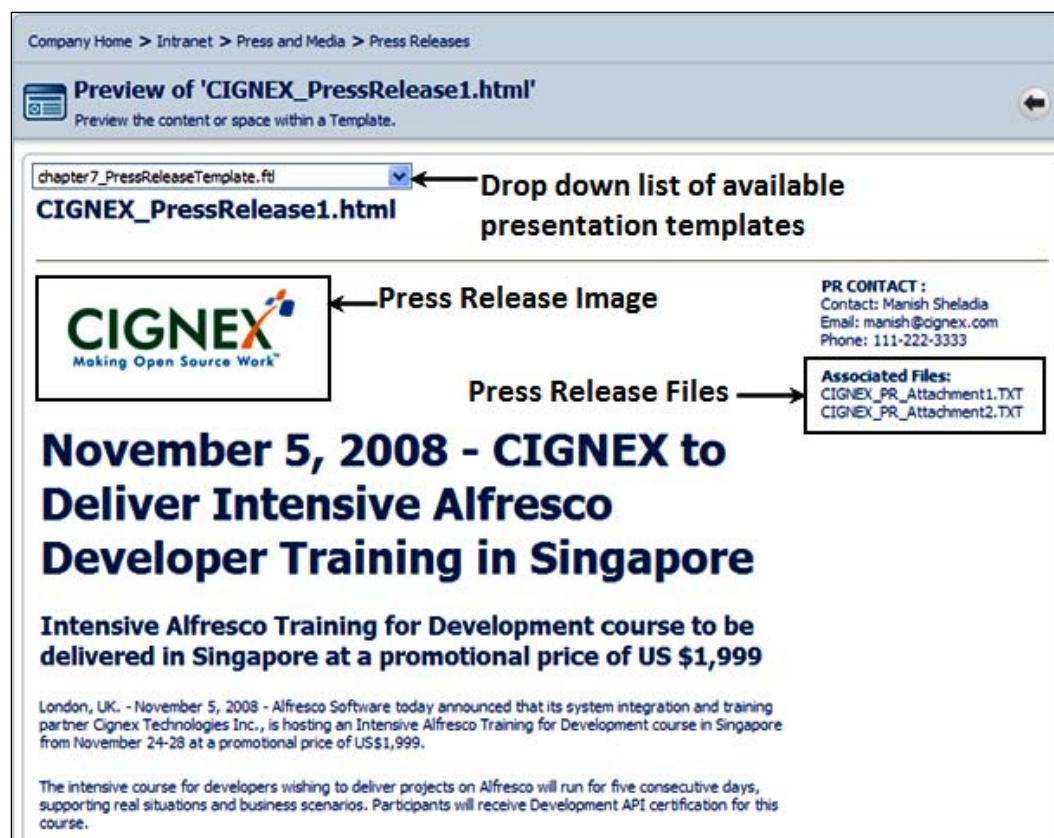 Company Home > Intranet > Press and Media > Press Releases
Preview of 'CIGNEX_PressRelease1.html'
Preview the content or space within a Template.
chapter7_PressReleaseTemplate.ftl
Drop down list of available
presentation templates
CIGNEX_PressRelease1.html
CIGNEX
Making Open Source Work™
Press Release Image
PR CONTACT :
Contact: Manish Sheladia
Email: manish@cignex.com
Phone: 111-222-3333
Press Release Files
Associated Files:
CIGNEX_PR_Attachment1.TXT
CIGNEX_PR_Attachment2.TXT
November 5, 2008 - CIGNEX to
Deliver Intensive Alfresco
Developer Training in Singapore
Intensive Alfresco Training for Development course to be
delivered in Singapore at a promotional price of US $1,999
London, UK. - November 5, 2008 - Alfresco Software today announced that its system integration and training
partner Cignex Technologies Inc., is hosting an Intensive Alfresco Training for Development course in Singapore
from November 24-28 at a promotional price of US$1,999.
The intensive course for developers wishing to deliver projects on Alfresco will run for five consecutive days,
supporting real situations and business scenarios. Participants will receive Development API certification for this
course.